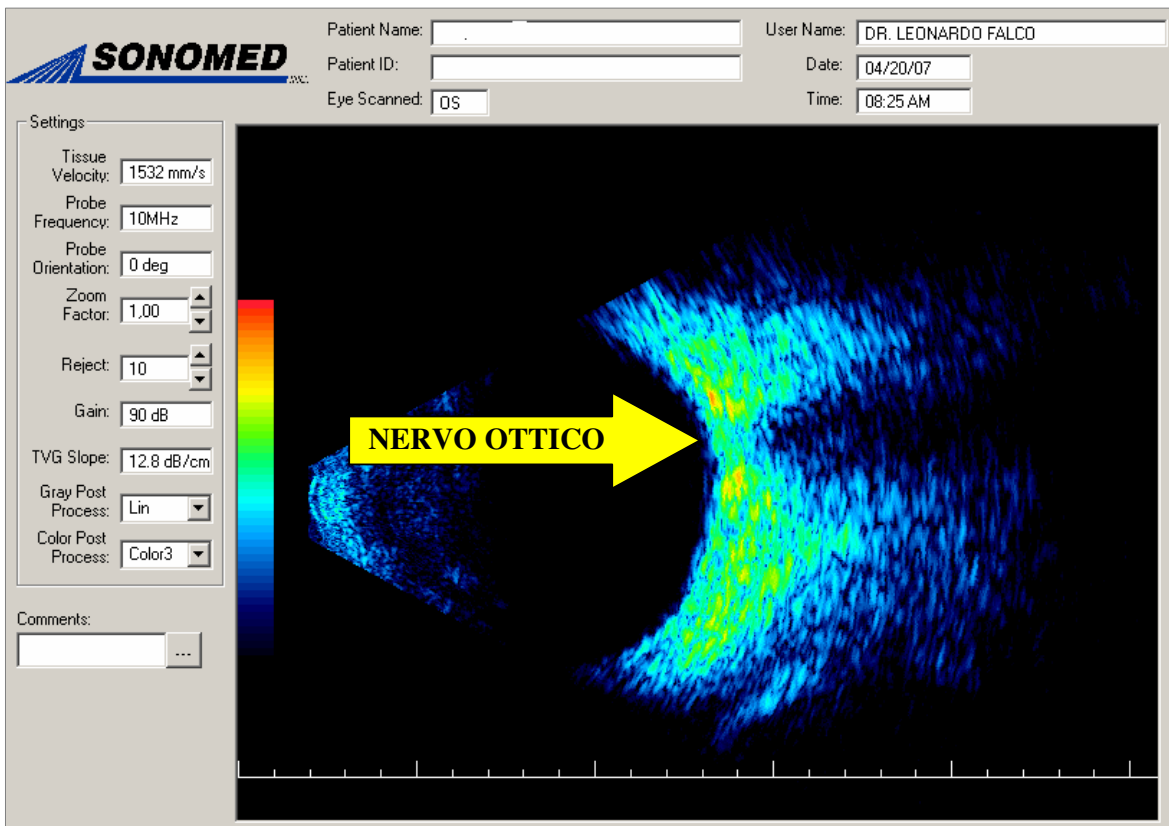 SONOMED INC.
Patient Name: .
User Name: DR. LEONARDO FALCO
Patient ID:
Date: 04/20/07
Eye Scanned: OS
Time: 08:25 AM
Settings
Tissue
Velocity: 1532 mm/s
Probe
Frequency: 10MHz
Probe
Orientation: 0 deg
Zoom
Factor: 1,00
Reject: 10
Gain: 90 dB
TVG Slope: 12.8 dB/cm
Gray Post
Process: Lin
Color Post
Process: Color3
Comments:
...
NERVO OTTICO